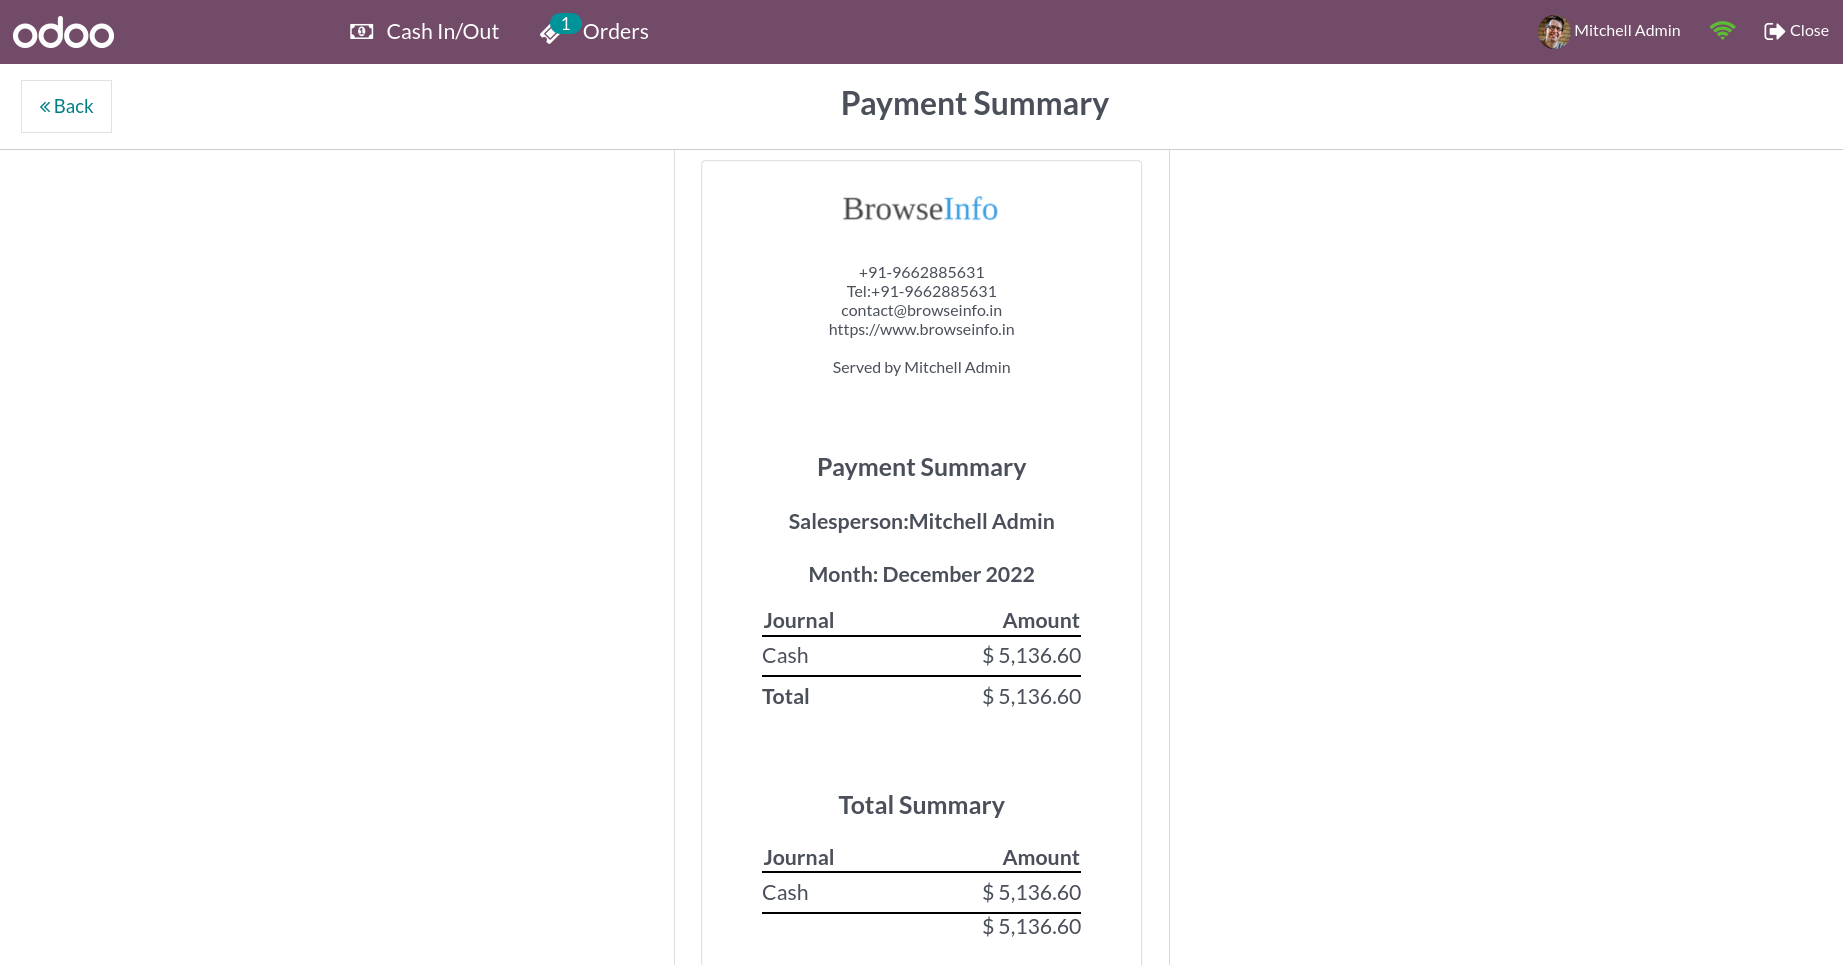 odoo
Cash In/Out
1
Orders
Mitchell Admin
Close
« Back
Payment Summary
BrowseInfo
+91-9662885631
Tel:+91-9662885631
contact@browseinfo.in
https://www.browseinfo.in
Served by Mitchell Admin
Payment Summary
Salesperson:Mitchell Admin
Month: December 2022
Journal Amount
Cash $ 5,136.60
Total $ 5,136.60
Total Summary
Journal Amount
Cash $ 5,136.60
$ 5,136.60